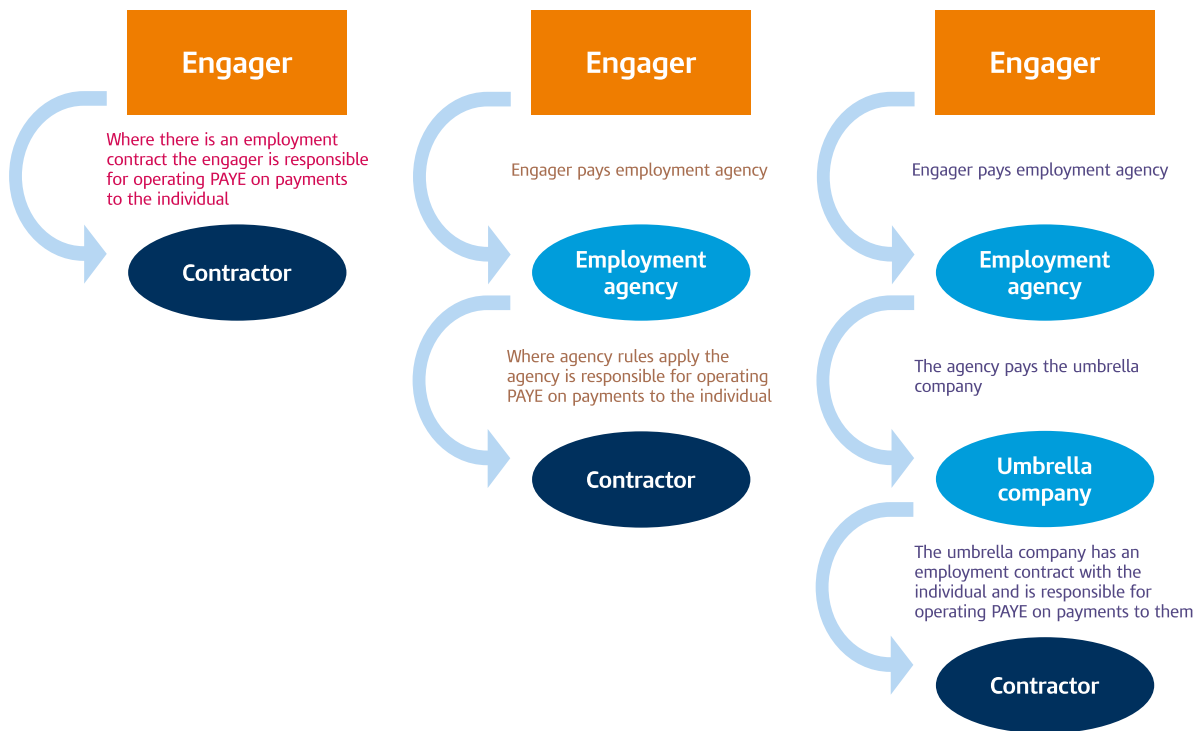 Engager
Where there is an employment
contract the engager is responsible
for operating PAYE on payments
to the individual
Contractor
Engager
Engager pays employment agency
Employment
agency
Where agency rules apply the
agency is responsible for operating
PAYE on payments to the individual
Contractor
Engager
Engager pays employment agency
Employment
agency
The agency pays the umbrella
company
Umbrella
company
The umbrella company has an
employment contract with the
individual and is responsible for
operating PAYE on payments to them
Contractor